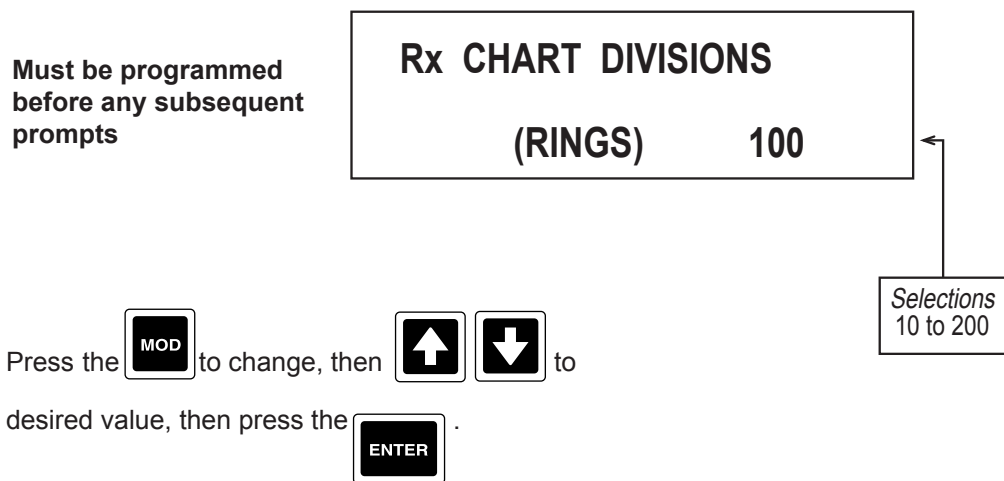 Must be programmed
before any subsequent
prompts
Rx CHART DIVISIONS
(RINGS) 100
Selections
10 to 200
Press the MOD to change, then to
desired value, then press the ENTER .